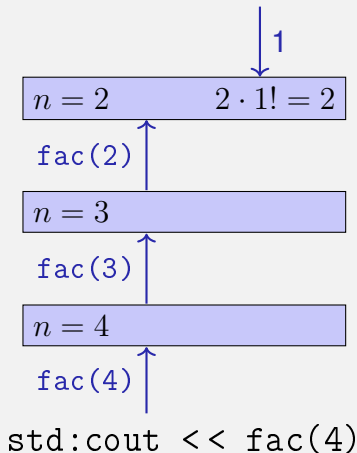 1
n = 2 2 · 1! = 2
fac(2)
n = 3
fac(3)
n = 4
fac(4)
std:cout << fac(4)